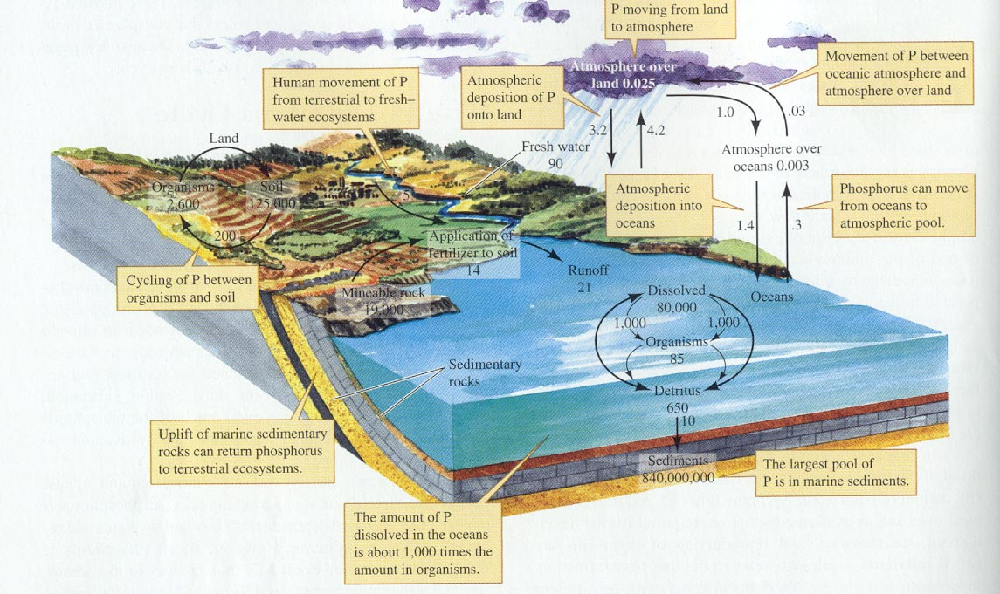 P moving from land
to atmosphere
Atmosphere over
land 0.025
Movement of P between
oceanic atmosphere and
atmosphere over land
Human movement of P
from terrestrial to fresh–
water ecosystems
Atmospheric
deposition of P
onto land
3.2
4.2
1.0
.03
Land
Fresh water
90
Atmosphere over
oceans 0.003
Organisms
2,600
Soil
125,000
200
5
Atmospheric
deposition into
oceans
1.4
.3
Phosphorus can move
from oceans to
atmospheric pool.
Application of
fertilizer to soil
14
Cycling of P between
organisms and soil
Mineable rock
19,000
Runoff
21
Oceans
Dissolved
80,000
1,000
1,000
Organisms
85
Detritus
650
10
Sedimentary
rocks
Uplift of marine sedimentary
rocks can return phosphorus
to terrestrial ecosystems.
Sediments
840,000,000
The largest pool of
P is in marine sediments.
The amount of P
dissolved in the oceans
is about 1,000 times the
amount in organisms.